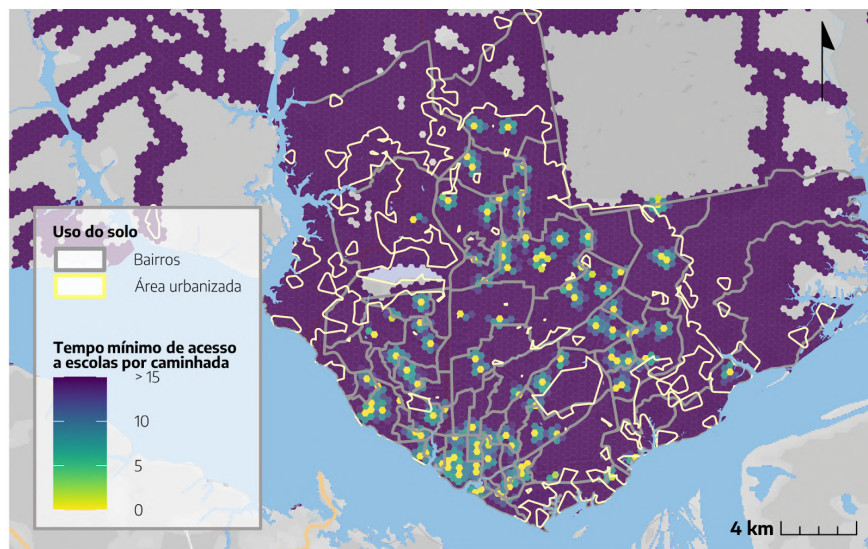 Uso do solo
Bairros
Área urbanizada
Tempo mínimo de acesso
a escolas por caminhada
> 15
10
5
0
4 km